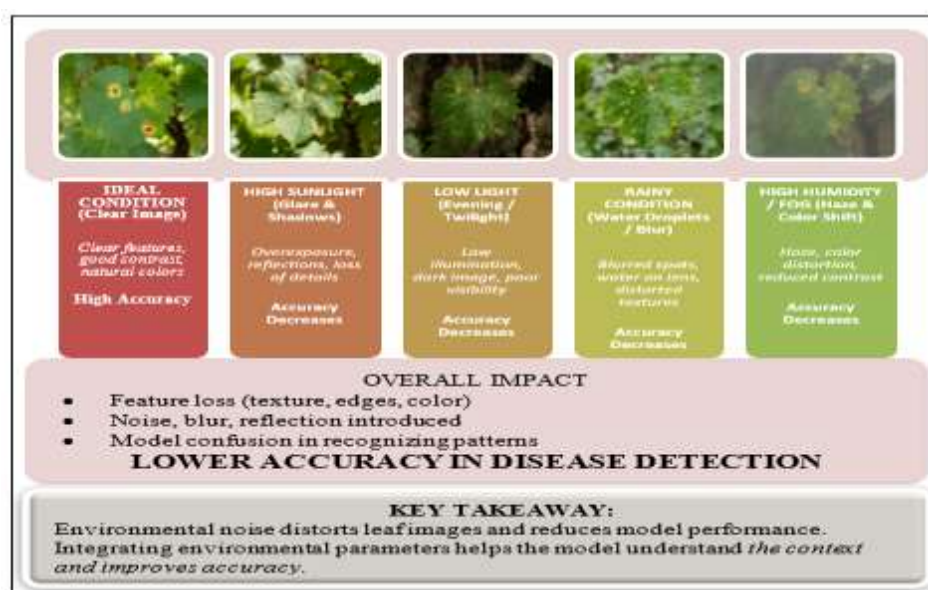 IDEAL
CONDITION
(Clear Image)
Clear features,
good contrast,
natural colors
High Accuracy
HIGH SUNLIGHT
(Glare &
Shadows)
Overexposure,
reflections, loss
of details
Accuracy
Decreases
LOW LIGHT
(Evening /
Twilight)
Low
illumination,
dark image, poor
visibility
Accuracy
Decreases
RAINY
CONDITION
(Water Droplets
/ Blur)
Blurred spots,
water on lens,
distorted
textures
Accuracy
Decreases
HIGH HUMIDITY
/ FOG (Haze &
Color Shift)
Haze, color
distortion,
reduced contrast
Accuracy
Decreases
OVERALL IMPACT
• Feature loss (texture, edges, color)
• Noise, blur, reflection introduced
• Model confusion in recognizing patterns
LOWER ACCURACY IN DISEASE DETECTION
KEY TAKEAWAY:
Environmental noise distorts leaf images and reduces model performance.
Integrating environmental parameters helps the model understand the context
and improves accuracy.